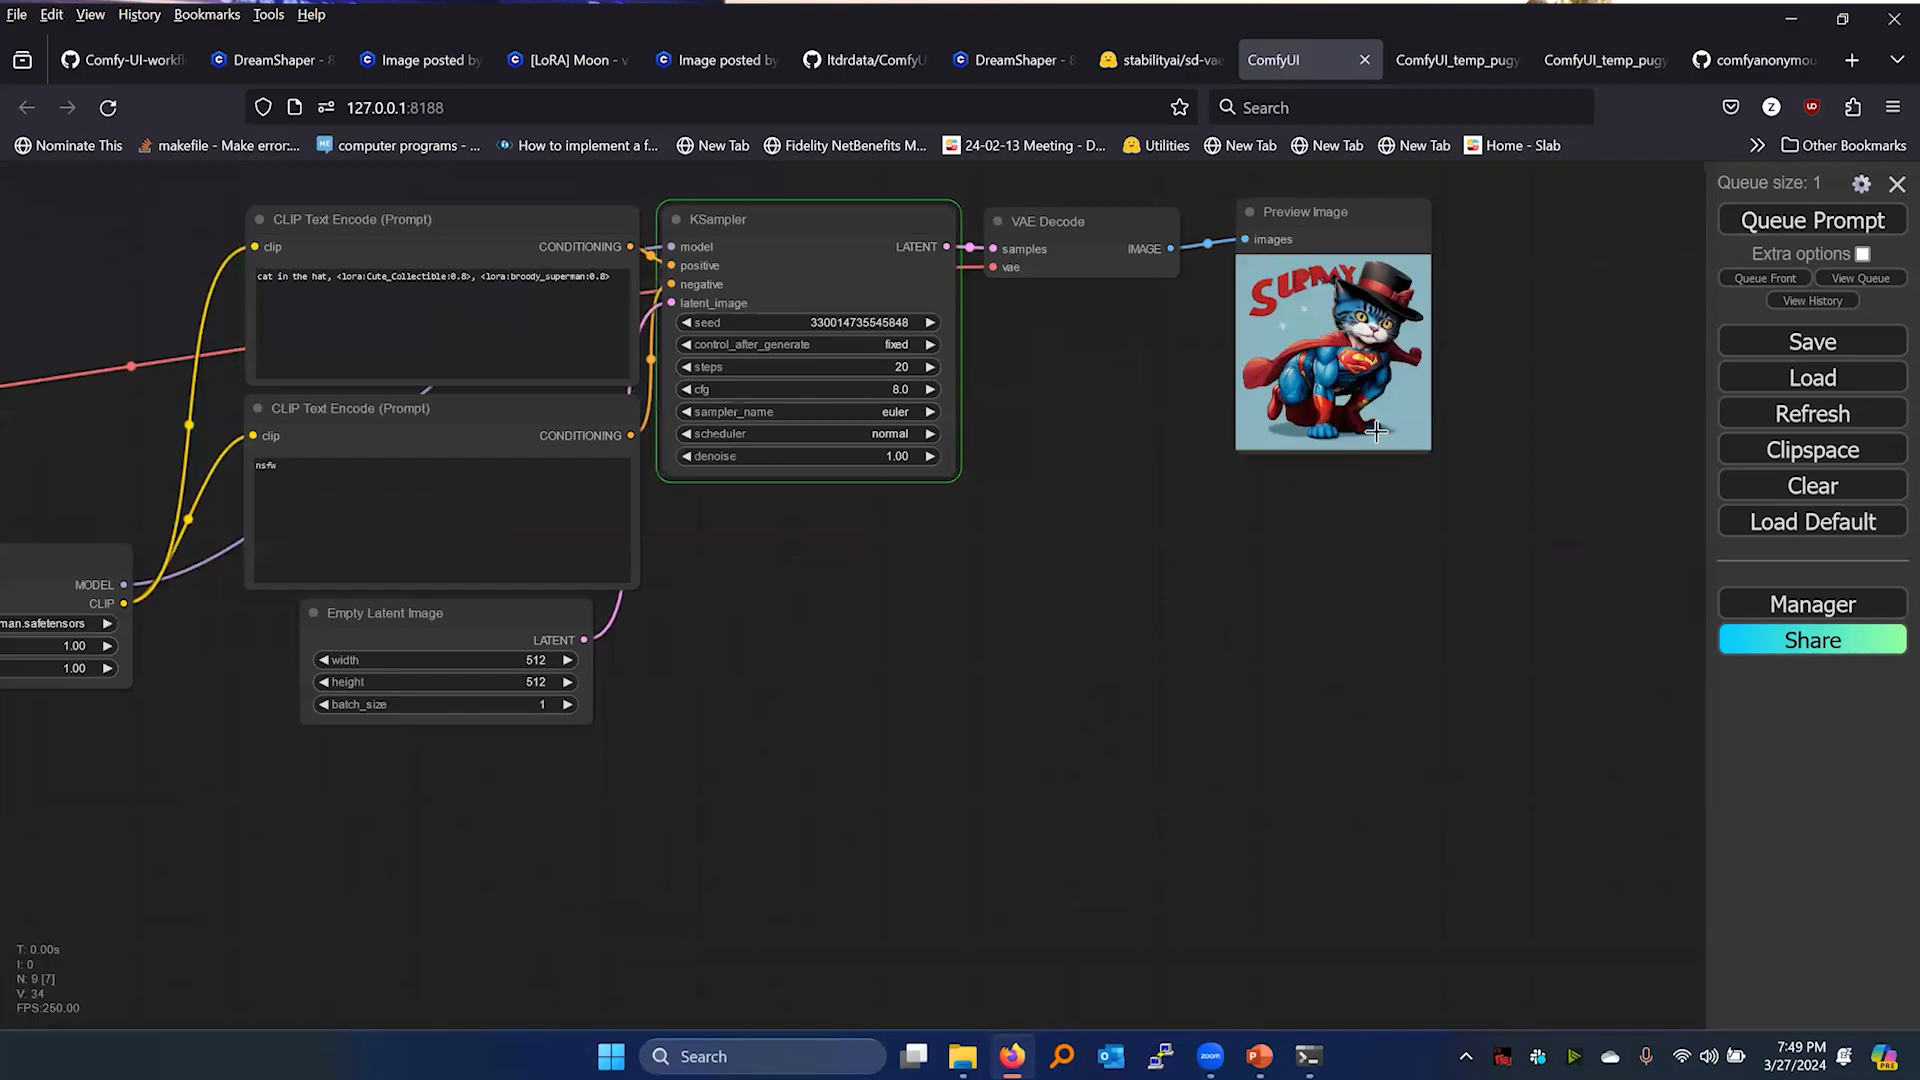 File Edit View History Bookmarks Tools Help
Comfy-UI-workfl
DreamShaper - 8
Image posted by
[LoRA] Moon - v
Image posted by
ltdrdata/ComfyU
DreamShaper - 8
stabilityai/sd-vae
ComfyUI
ComfyUI_temp_pugy
ComfyUI_temp_pugy
comfyanonymou
127.0.0.1:8188
Search
Nominate This
makefile - Make error:...
computer programs - ...
How to implement a f...
New Tab
Fidelity NetBenefits M...
24-02-13 Meeting - D...
Utilities
New Tab
New Tab
New Tab
Home - Slab
Other Bookmarks
CLIP Text Encode (Prompt)
clip CONDITIONING
cat in the hat, <lora:Cute_Collectible:0.8>, <lora:broody_superman:0.8>
CLIP Text Encode (Prompt)
clip CONDITIONING
nsfw
MODEL
CLIP
man.safetensors
1.00
1.00
Empty Latent Image
LATENT
width 512
height 512
batch_size 1
KSampler
model LATENT
positive
negative
latent_image
seed 330014735545848
control_after_generate fixed
steps 20
cfg 8.0
sampler_name euler
scheduler normal
denoise 1.00
VAE Decode
samples IMAGE
vae
Preview Image
images
Queue size: 1
Queue Prompt
Extra options
Queue Front View Queue
View History
Save
Load
Refresh
Clipspace
Clear
Load Default
Manager
Share
T: 0.00s
I: 0
N: 9 [7]
V: 34
FPS:250.00
Search
zoom
7:49 PM
3/27/2024
PRE